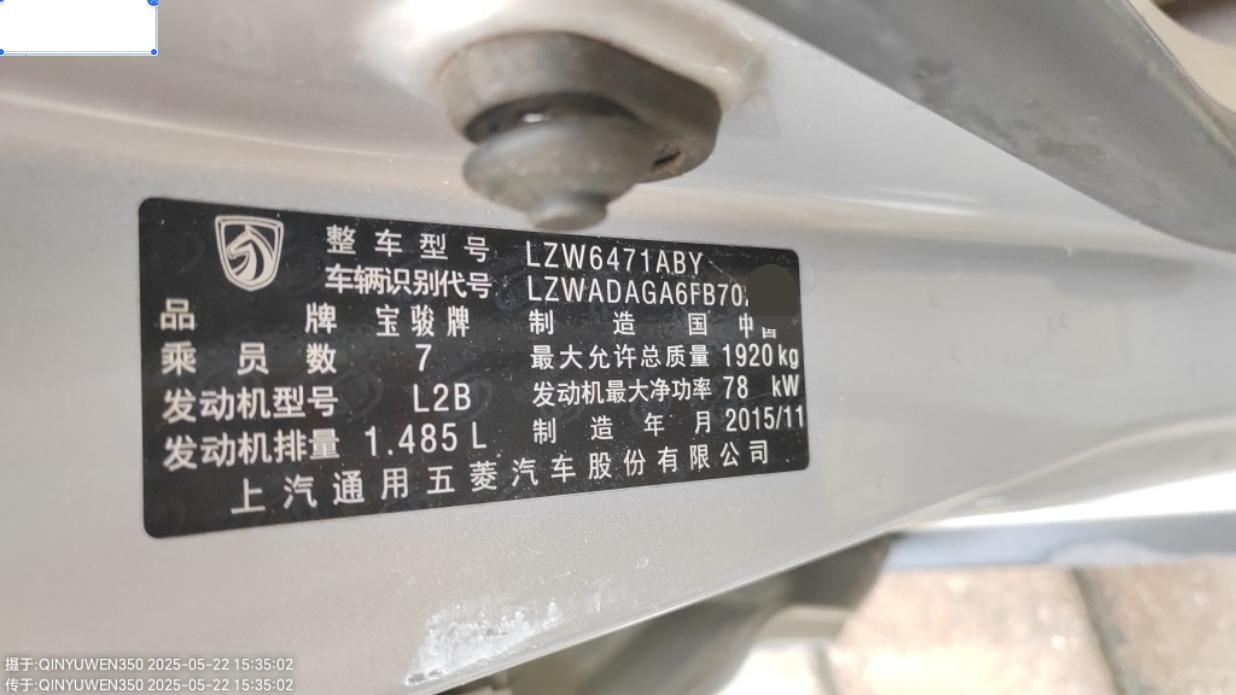 整车型号 LZW6471ABY
车辆识别代号 LZWADAGA6FB70
品牌 宝骏牌 制造国 中国
乘员数 7 最大允许总质量 1920 kg
发动机型号 L2B 发动机最大净功率 78 kW
发动机排量 1.485 L 制造年月 2015/11
上汽通用五菱汽车股份有限公司
摄于:QINYUWEN350 2025-05-22 15:35:02
传于:QINYUWEN350 2025-05-22 15:35:02